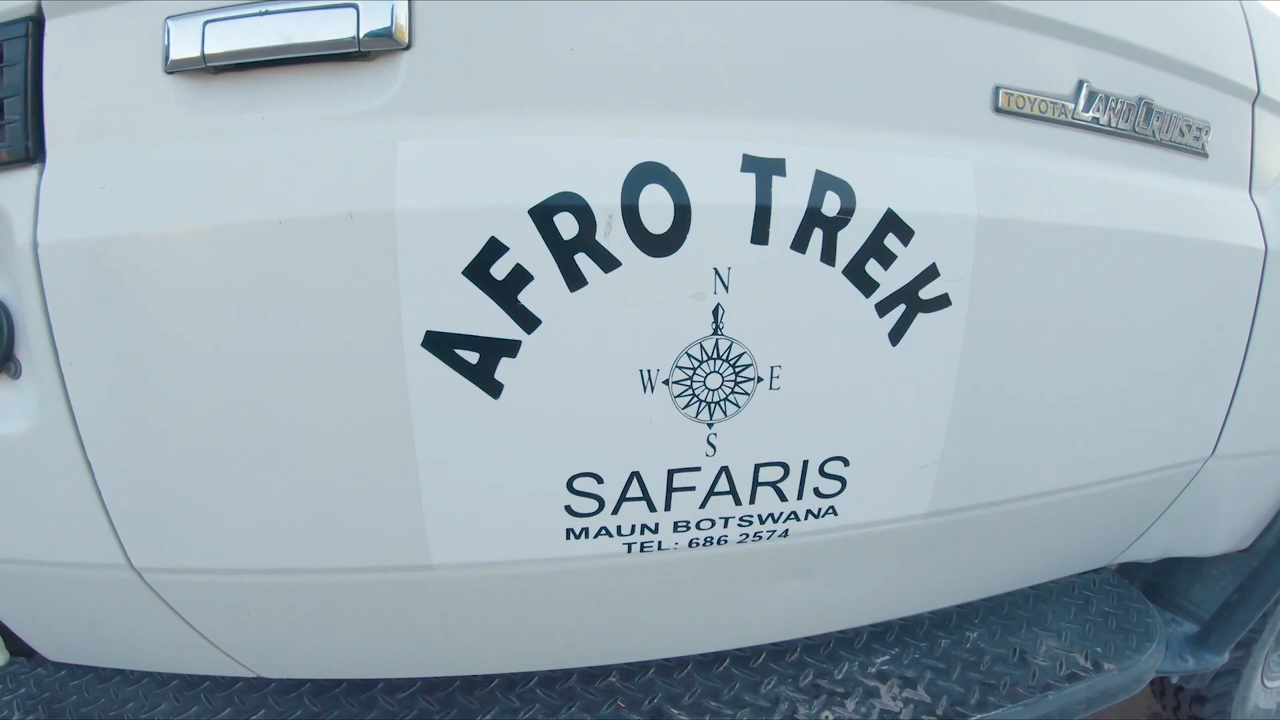 TOYOTA LAND CRUISER
AFRO TREK
N
W E
S
SAFARIS
MAUN BOTSWANA
TEL: 686 2574